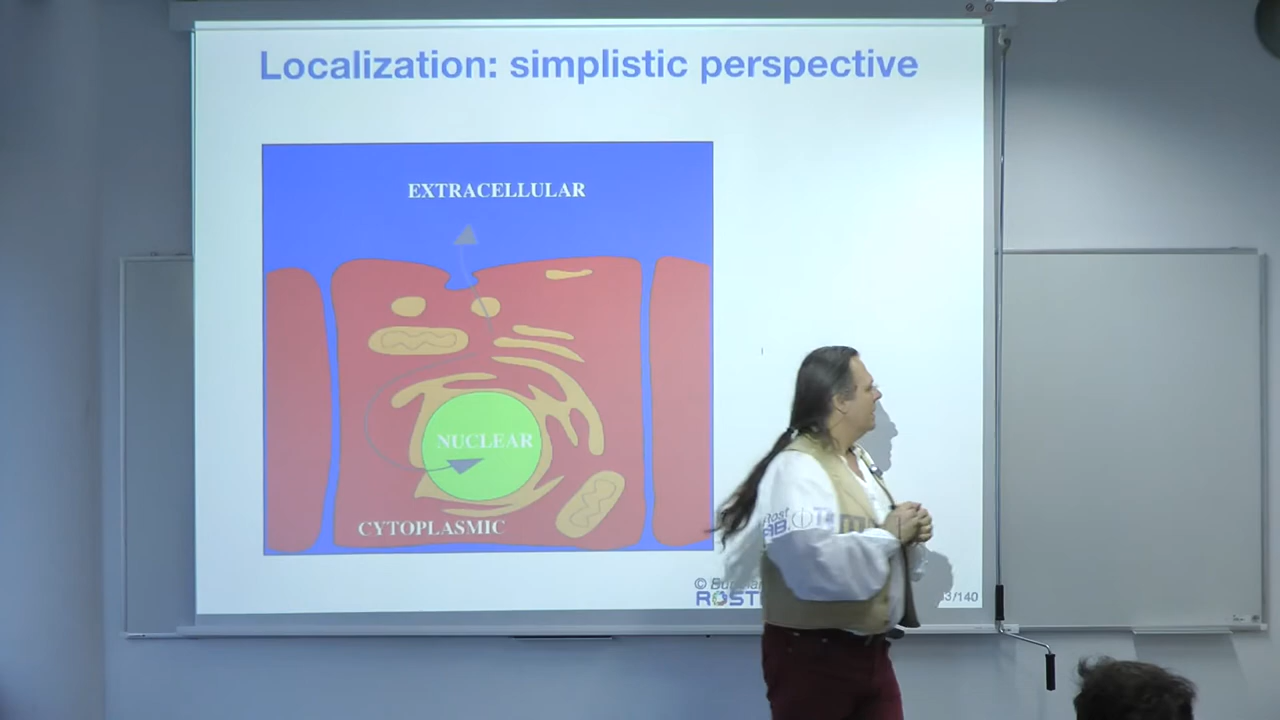 Localization: simplistic perspective
EXTRACELLULAR
NUCLEAR
CYTOPLASMIC
©
ROST
/140